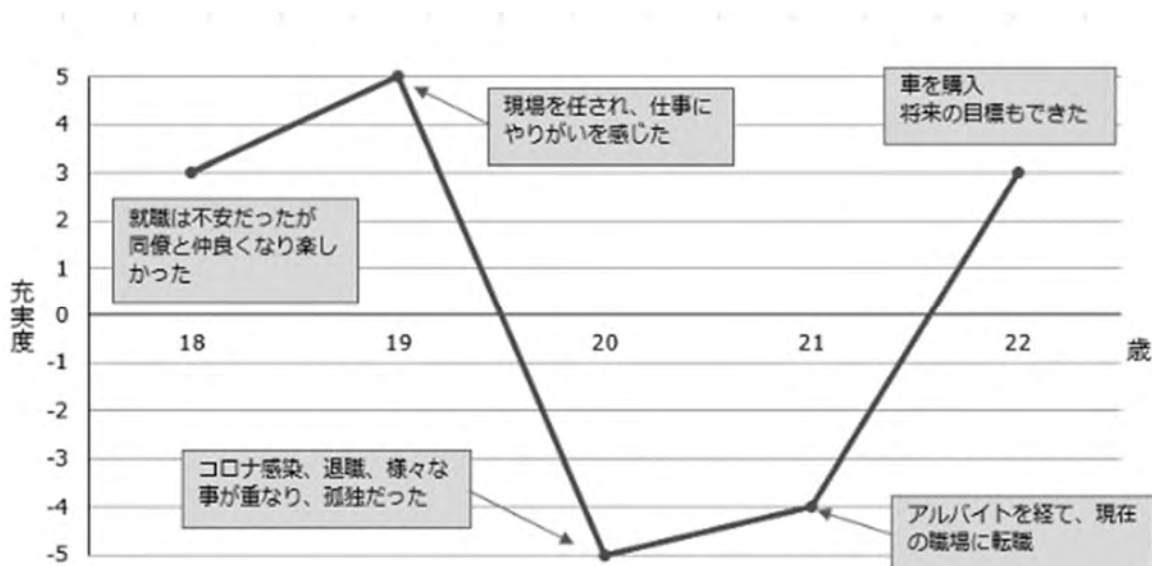 5
4
3
2
1
0
-1
-2
-3
-4
-5
充実度
18
19
20
21
22
歳
就職は不安だったが
同僚と仲良くなり楽し
かった
現場を任され、仕事に
やりがいを感じた
コロナ感染、退職、様々な
事が重なり、孤独だった
アルバイトを経て、現在
の職場に転職
車を購入
将来の目標もできた